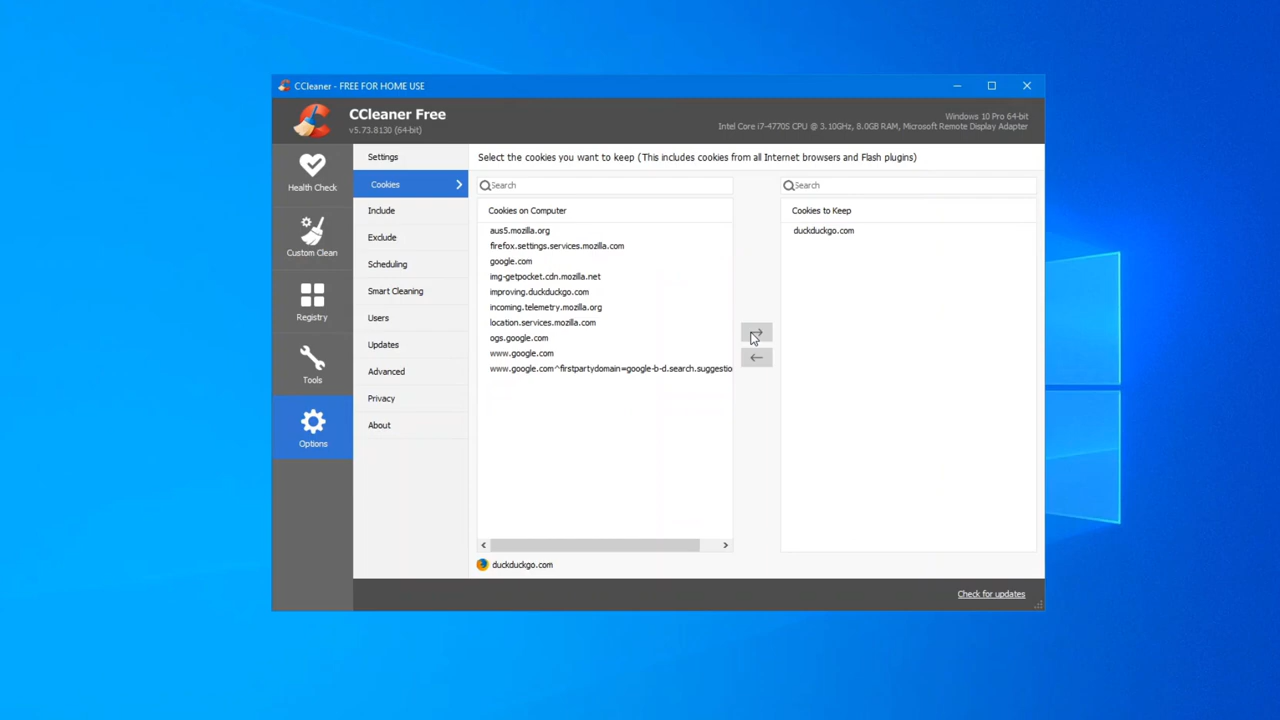 CCleaner - FREE FOR HOME USE
CCleaner Free
v5.73.8130 (64-bit)
Windows 10 Pro 64-bit
Intel Core i7-4770S CPU @ 3.10GHz, 8.0GB RAM, Microsoft Remote Display Adapter
Health Check
Custom Clean
Registry
Tools
Options
Settings
Cookies
Include
Exclude
Scheduling
Smart Cleaning
Users
Updates
Advanced
Privacy
About
Select the cookies you want to keep (This includes cookies from all Internet browsers and Flash plugins)
Search
Cookies on Computer
aus5.mozilla.org
firefox.settings.services.mozilla.com
google.com
img-getpocket.cdn.mozilla.net
improving.duckduckgo.com
incoming.telemetry.mozilla.org
location.services.mozilla.com
ogs.google.com
www.google.com
www.google.com^firstpartydomain=google-b-d.search.suggestio
duckduckgo.com
Search
Cookies to Keep
duckduckgo.com
Check for updates